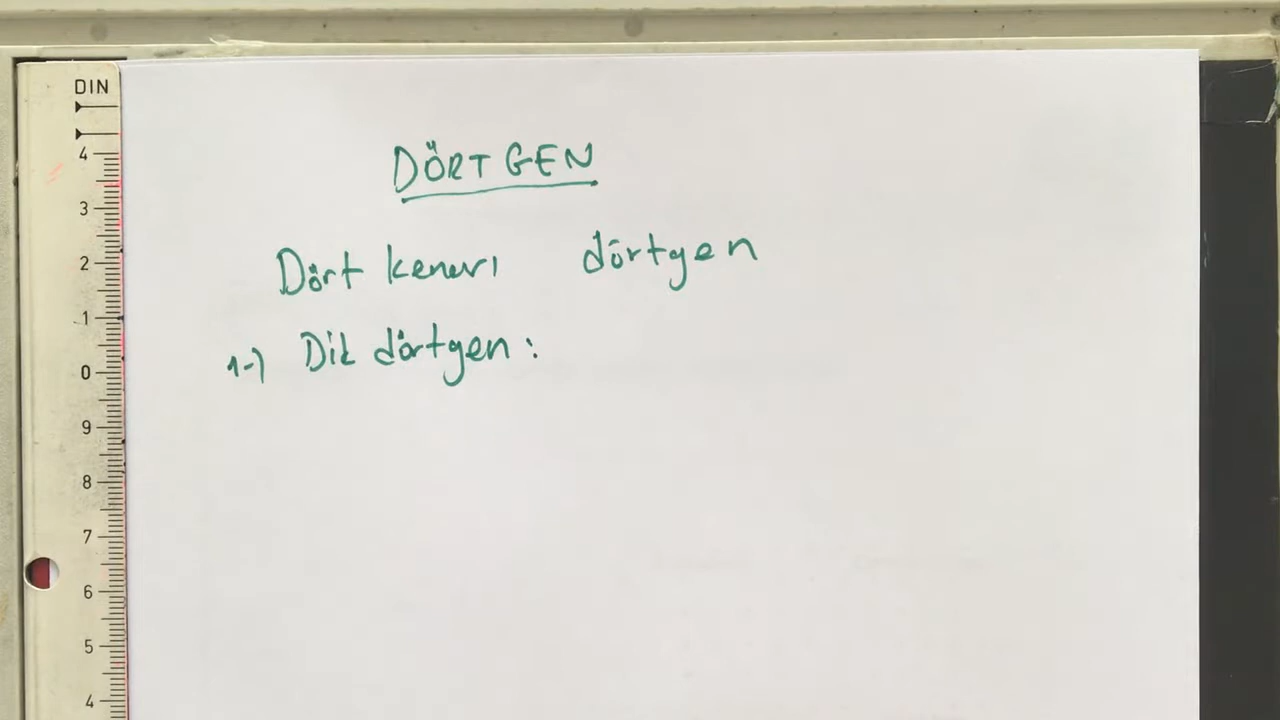 DIN
4
3
2
1
0
9
8
7
6
5
4
DÖRTGEN
Dört kenarı dörtgen
1-) Dik dörtgen: